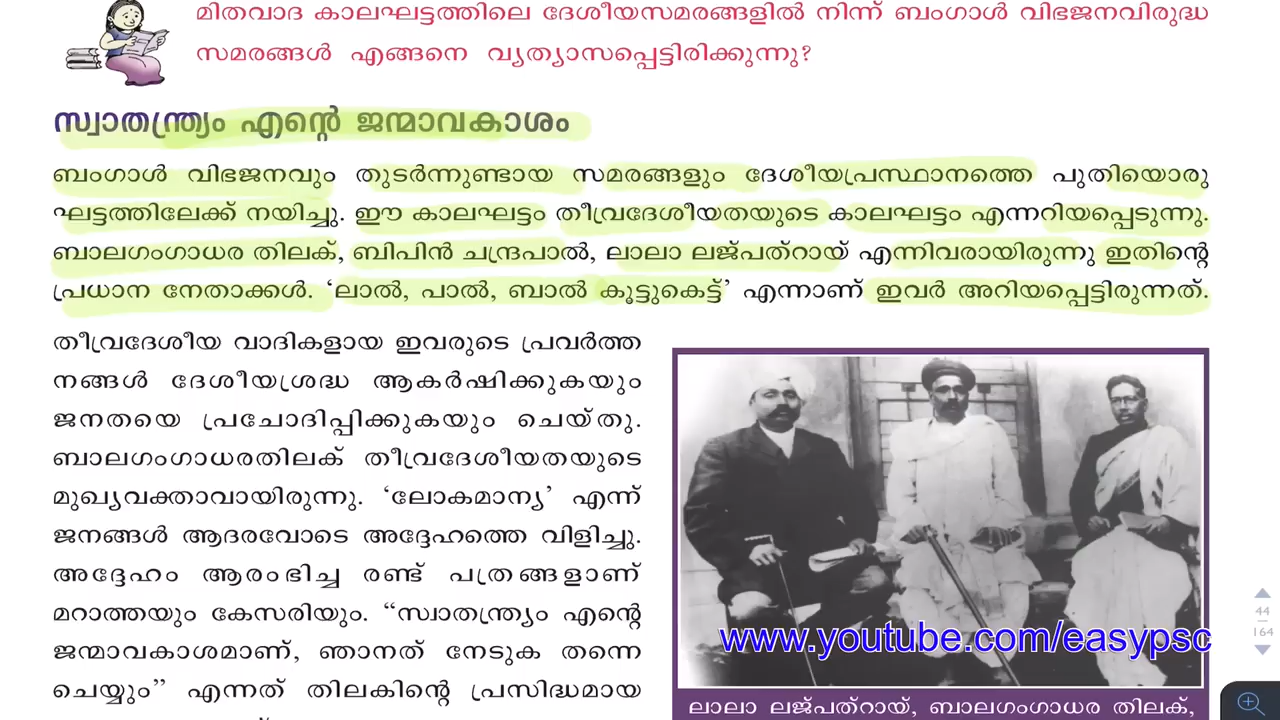 മിതവാദ കാലഘട്ടത്തിലെ ദേശീയസമരങ്ങളിൽ നിന്ന് ബംഗാൾ വിഭജനവിരുദ്ധ
സമരങ്ങൾ എങ്ങനെ വ്യത്യാസപ്പെട്ടിരിക്കുന്നു?
സ്വാതന്ത്ര്യം എന്റെ ജന്മാവകാശം
ബംഗാൾ വിഭജനവും തുടർന്നുണ്ടായ സമരങ്ങളും ദേശീയപ്രസ്ഥാനത്തെ പുതിയൊരു
ഘട്ടത്തിലേക്ക് നയിച്ചു. ഈ കാലഘട്ടം തീവ്രദേശീയതയുടെ കാലഘട്ടം എന്നറിയപ്പെടുന്നു.
ബാലഗംഗാധര തിലക്, ബിപിൻ ചന്ദ്രപാൽ, ലാലാ ലജ്പത്റായ് എന്നിവരായിരുന്നു ഇതിന്റെ
പ്രധാന നേതാക്കൾ. ‘ലാൽ, പാൽ, ബാൽ കൂട്ടുകെട്ട്’ എന്നാണ് ഇവർ അറിയപ്പെട്ടിരുന്നത്.
തീവ്രദേശീയ വാദികളായ ഇവരുടെ പ്രവർത്ത
നങ്ങൾ ദേശീയശ്രദ്ധ ആകർഷിക്കുകയും
ജനതയെ പ്രചോദിപ്പിക്കുകയും ചെയ്തു.
ബാലഗംഗാധരതിലക് തീവ്രദേശീയതയുടെ
മുഖ്യവക്താവായിരുന്നു. ‘ലോകമാന്യ’ എന്ന്
ജനങ്ങൾ ആദരവോടെ അദ്ദേഹത്തെ വിളിച്ചു.
അദ്ദേഹം ആരംഭിച്ച രണ്ട് പത്രങ്ങളാണ്
മറാത്തയും കേസരിയും. “സ്വാതന്ത്ര്യം എന്റെ
ജന്മാവകാശമാണ്, ഞാനത് നേടുക തന്നെ
ചെയ്യും” എന്നത് തിലകിന്റെ പ്രസിദ്ധമായ
www.youtube.com/easypsc
ലാലാ ലജ്പത്റായ്, ബാലഗംഗാധര തിലക്,
44
164